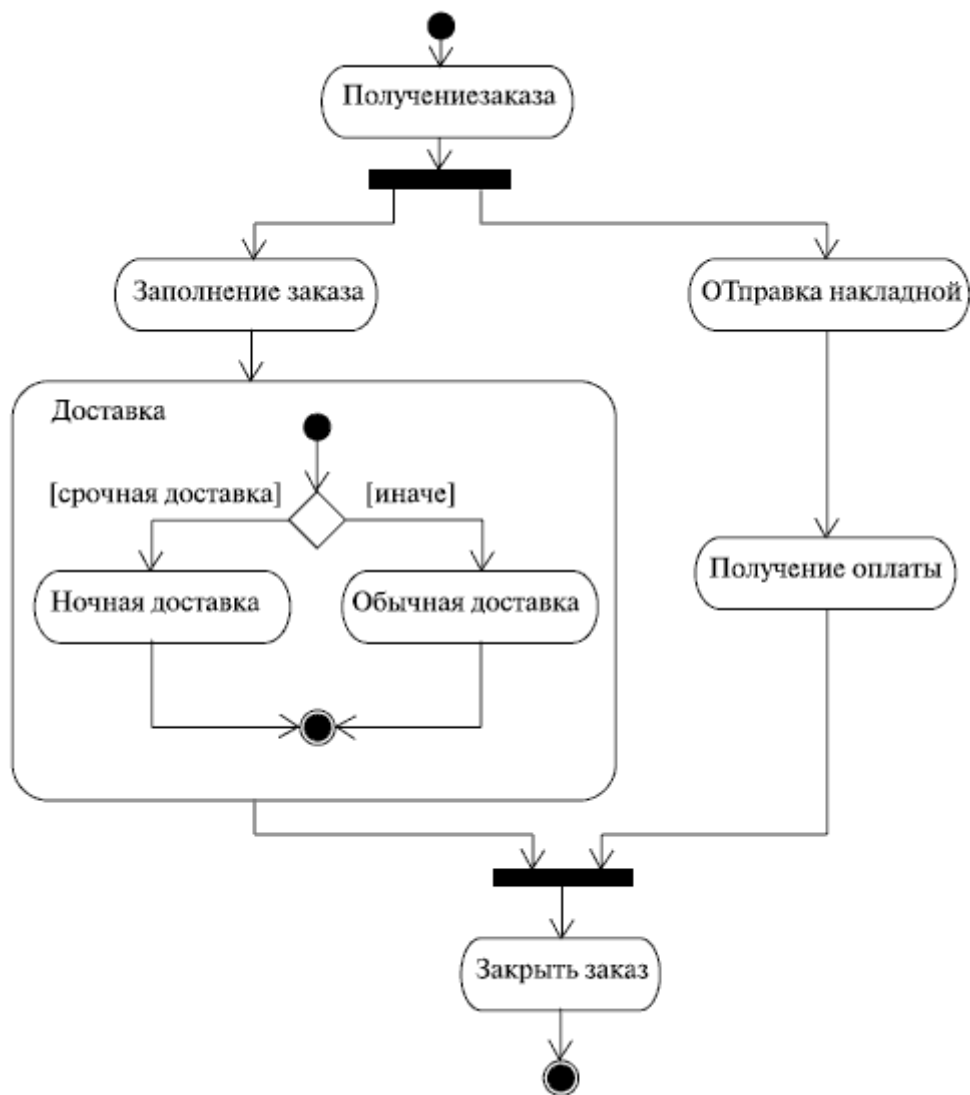 Получениезаказа
Заполнение заказа
ОТправка накладной
Доставка
[срочная доставка]
[иначе]
Ночная доставка
Обычная доставка
Получение оплаты
Закрыть заказ